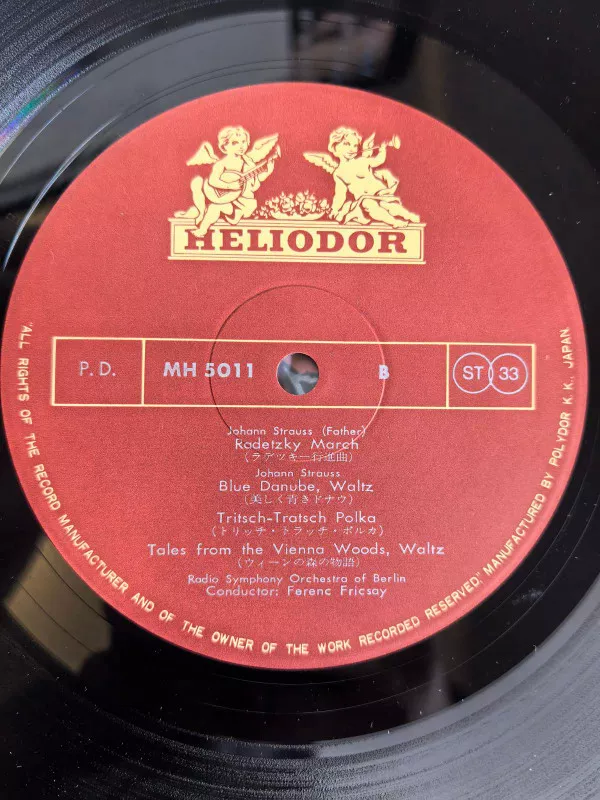 HELIODOR
P.D.
MH 5011
B
ST 33
Johann Strauss (Father)
Radetzky March
(ラデツキー行進曲)
Johann Strauss
Blue Danube, Waltz
(美しく青きドナウ)
Tritsch-Tratsch Polka
(トリッチ・トラッチ・ポルカ)
Tales from the Vienna Woods, Waltz
(ウィーンの森の物語)
Radio Symphony Orchestra of Berlin
Conductor: Ferenc Fricsay
"ALL RIGHTS OF THE RECORD MANUFACTURER AND OF THE OWNER OF THE WORK RECORDED RESERVED." MANUFACTURED BY POLYDOR K.K., JAPAN.